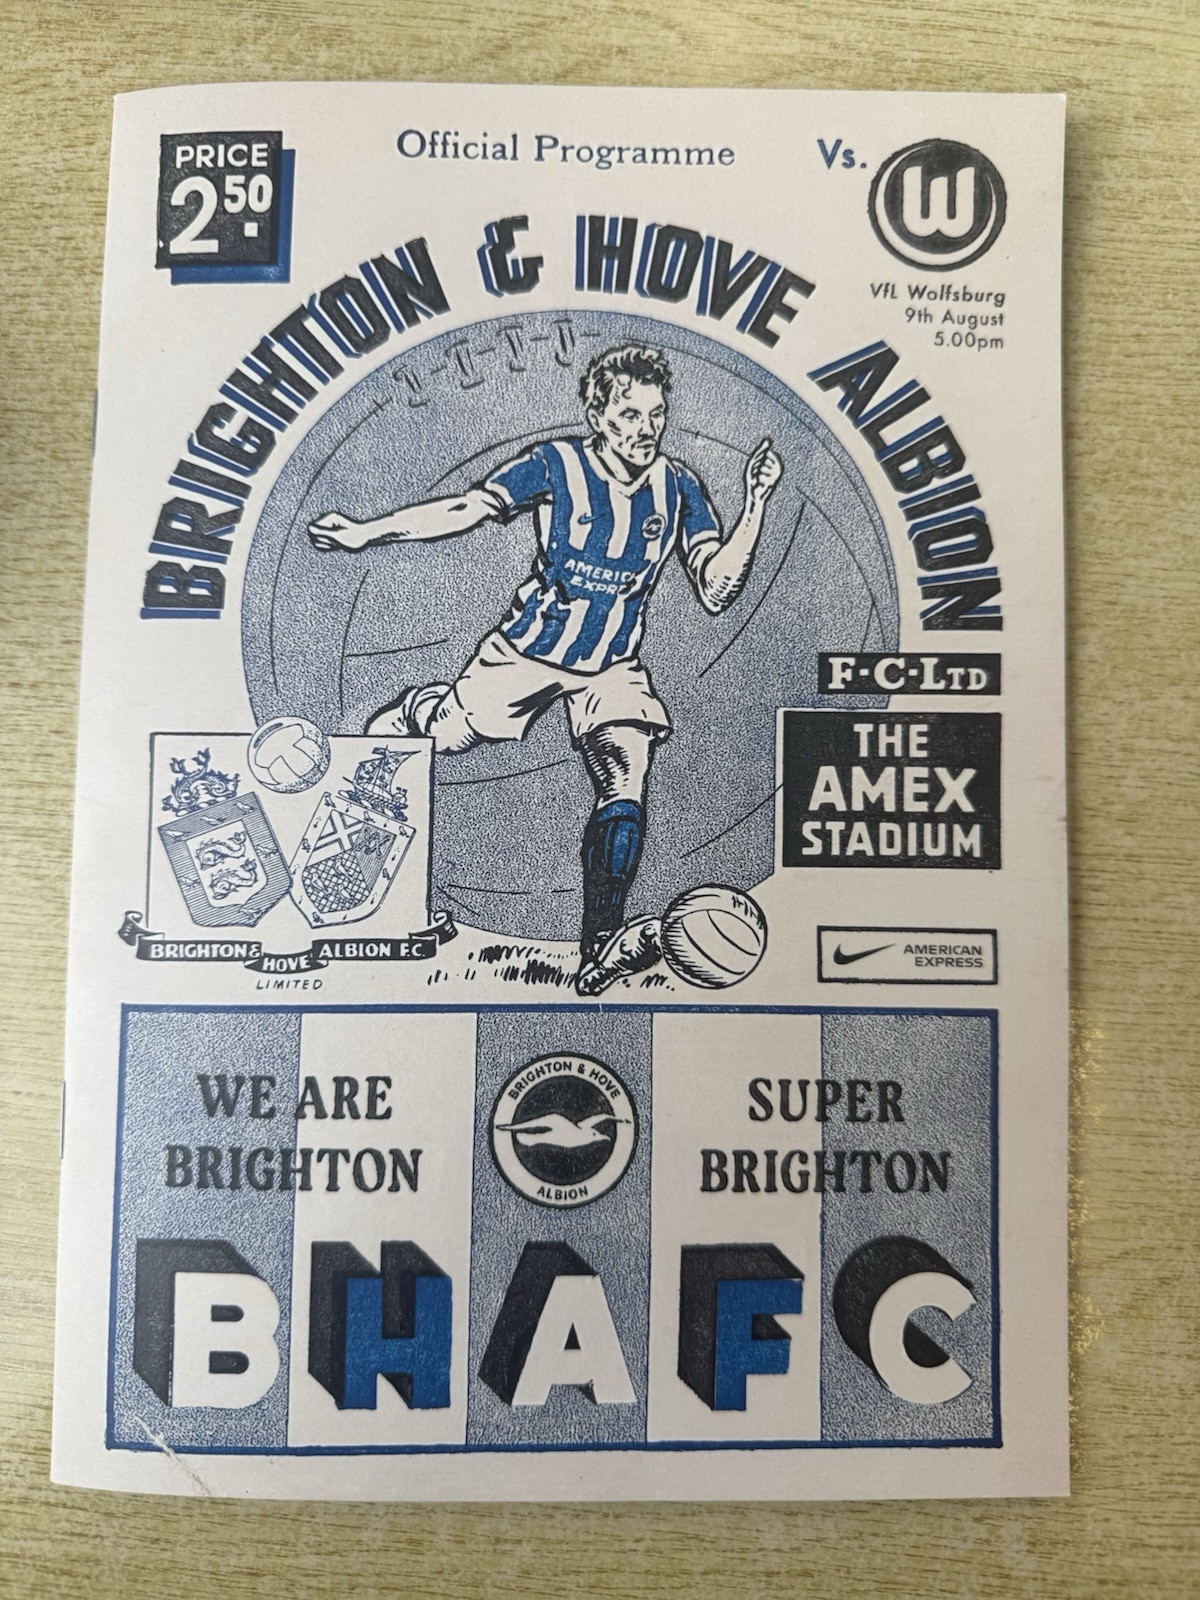 PRICE
2.50
Official Programme
Vs.
W
VfL Wolfsburg
9th August
5.00pm
BRIGHTON & HOVE ALBION
AMERICAN
EXPRE
F·C·LTD
THE
AMEX
STADIUM
BRIGHTON & HOVE ALBION F.C.
LIMITED
AMERICAN
EXPRESS
WE ARE
BRIGHTON
BRIGHTON & HOVE
ALBION
SUPER
BRIGHTON
BHAFC